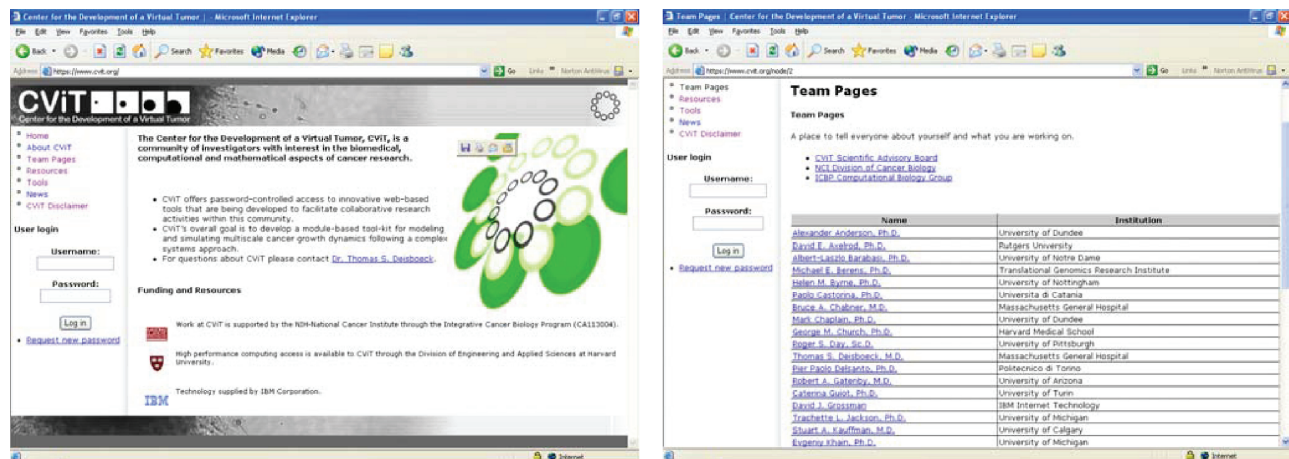 Center for the Development of a Virtual Tumor | - Microsoft Internet Explorer
File Edit View Favorites Tools Help
Back Search Favorites Media
Address https://www.cvit.org/ Go Links Norton AntiVirus
CViT
Center for the Development of a Virtual Tumor
Home
About CViT
Team Pages
Resources
Tools
News
CViT Disclaimer
User login
Username:
Password:
Log in
Request new password
The Center for the Development of a Virtual Tumor, CViT, is a
community of investigators with interest in the biomedical,
computational and mathematical aspects of cancer research.
CViT offers password-controlled access to innovative web-based
tools that are being developed to facilitate collaborative research
activities within this community.
CViT's overall goal is to develop a module-based tool-kit for modeling
and simulating multiscale cancer growth dynamics following a complex
systems approach.
For questions about CViT please contact Dr. Thomas S. Deisboeck.
Funding and Resources
Work at CViT is supported by the NIH-National Cancer Institute through the Integrative Cancer Biology Program (CA113004).
High performance computing access is available to CViT through the Division of Engineering and Applied Sciences at Harvard
University.
IBM Technology supplied by IBM Corporation.
Internet
Team Pages | Center for the Development of a Virtual Tumor - Microsoft Internet Explorer
File Edit View Favorites Tools Help
Back Search Favorites Media
Address https://www.cvit.org/node/2 Go Links Norton AntiVirus
Team Pages
Resources
Tools
News
CViT Disclaimer
User login
Username:
Password:
Log in
Request new password
Team Pages
Team Pages
A place to tell everyone about yourself and what you are working on.
CViT Scientific Advisory Board
NCI Division of Cancer Biology
ICBP Computational Biology Group
Name Institution
Alexander Anderson, Ph.D. University of Dundee
David E. Axelrod, Ph.D. Rutgers University
Albert-Laszlo Barabasi, Ph.D. University of Notre Dame
Michael E. Berens, Ph.D. Translational Genomics Research Institute
Helen M. Byrne, Ph.D. University of Nottingham
Paolo Castorina, Ph.D. Universita di Catania
Bruce A. Chabner, M.D. Massachusetts General Hospital
Mark Chaplain, Ph.D. University of Dundee
George M. Church, Ph.D. Harvard Medical School
Roger S. Day, Sc.D. University of Pittsburgh
Thomas S. Deisboeck, M.D. Massachusetts General Hospital
Pier Paolo Delsanto, Ph.D. Politecnico di Torino
Robert A. Gatenby, M.D. University of Arizona
Caterina Guiot, Ph.D. University of Turin
David J. Grossman IBM Internet Technology
Trachette L. Jackson, Ph.D. University of Michigan
Stuart A. Kauffman, M.D. University of Calgary
Evgeniy Khain, Ph.D. University of Michigan
Internet